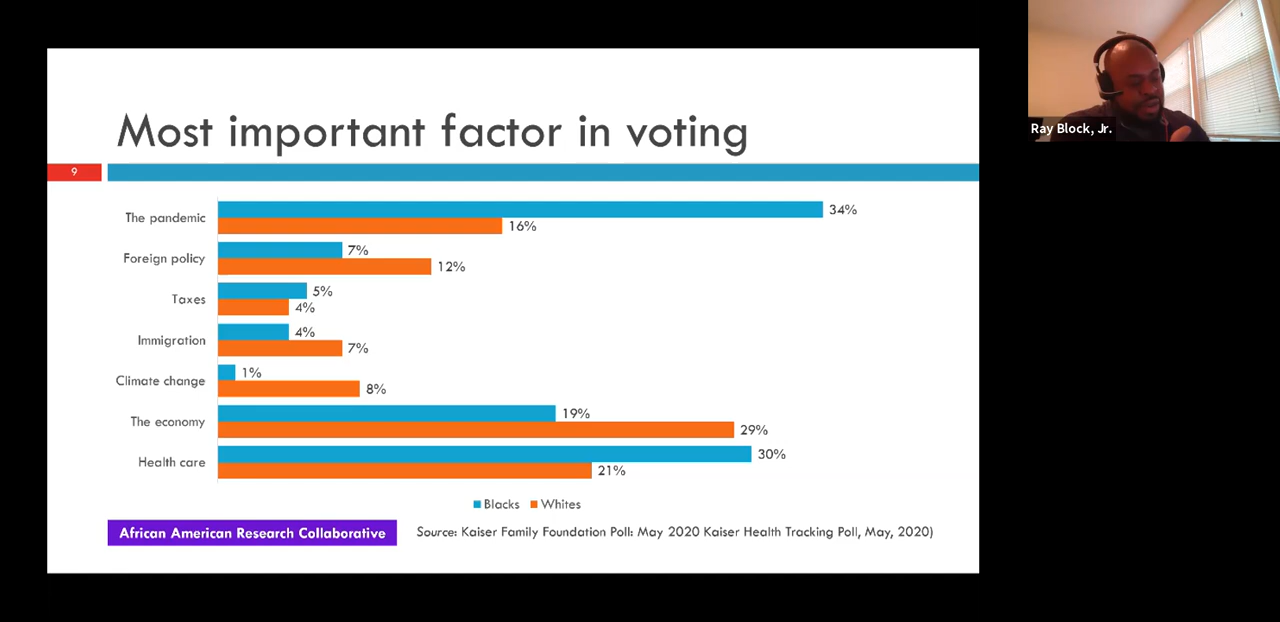 Most important factor in voting
9
The pandemic
34%
16%
Foreign policy
7%
12%
Taxes
5%
4%
Immigration
4%
7%
Climate change
1%
8%
The economy
19%
29%
Health care
30%
21%
Blacks Whites
African American Research Collaborative
Source: Kaiser Family Foundation Poll: May 2020 Kaiser Health Tracking Poll, May, 2020)
Ray Block, Jr.